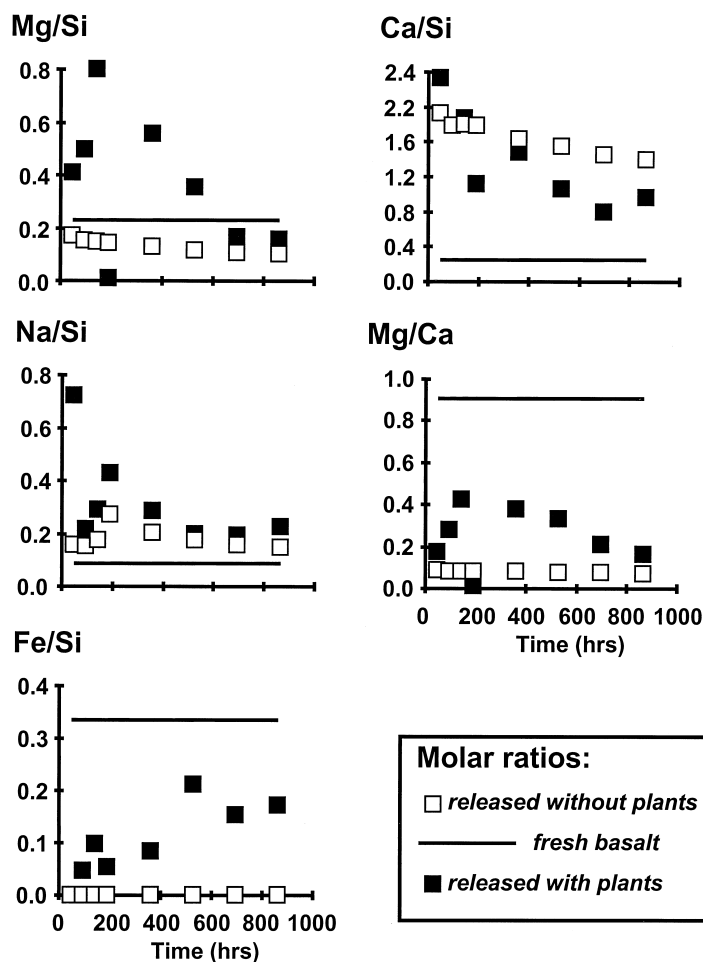 Mg/Si
0.8
0.6
0.4
0.2
0.0
Ca/Si
2.4
2.2
1.6
1.2
0.8
0.4
0.0
Na/Si
0.8
0.6
0.4
0.2
0.0
Mg/Ca
1.0
0.8
0.6
0.4
0.2
0.0
0 200 400 600 800 1000
Time (hrs)
Fe/Si
0.4
0.3
0.2
0.1
0.0
0 200 400 600 800 1000
Time (hrs)
Molar ratios:
released without plants
fresh basalt
released with plants